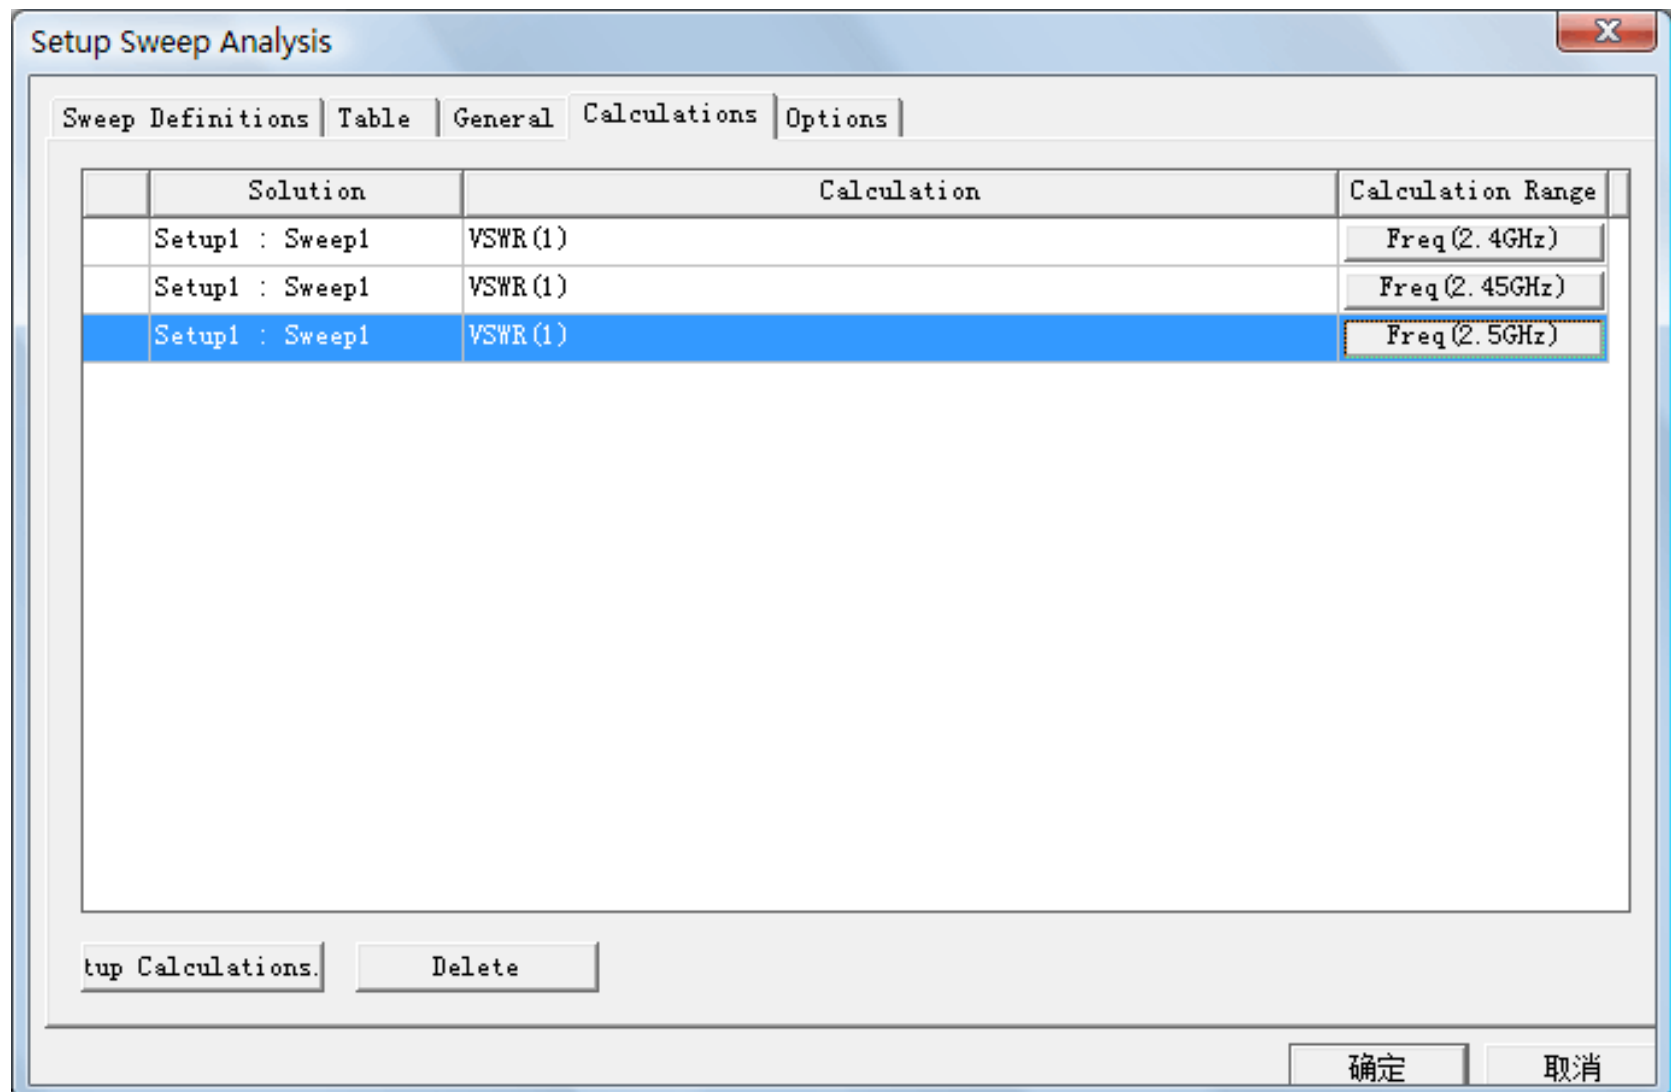 Setup Sweep Analysis
Sweep Definitions Table General Calculations Options
Solution Calculation Calculation Range
Setup1 : Sweep1 VSWR(1) Freq(2.4GHz)
Setup1 : Sweep1 VSWR(1) Freq(2.45GHz)
Setup1 : Sweep1 VSWR(1) Freq(2.5GHz)
tup Calculations. Delete
确定 取消